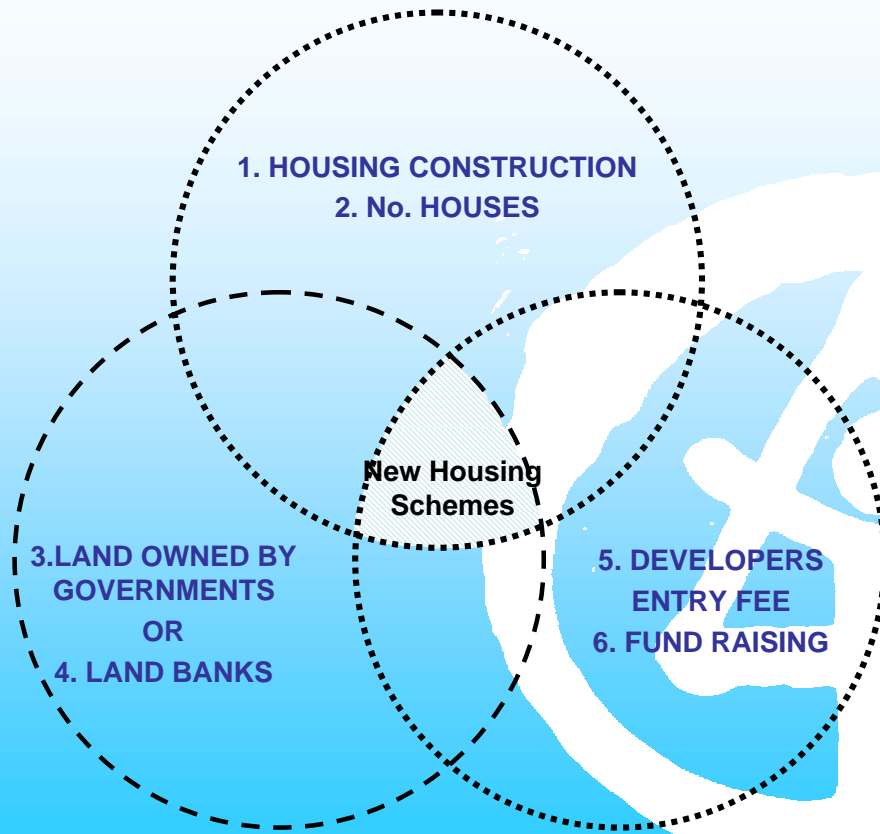 1. HOUSING CONSTRUCTION
2. No. HOUSES
New Housing
Schemes
3.LAND OWNED BY
GOVERNMENTS
OR
4. LAND BANKS
5. DEVELOPERS
ENTRY FEE
6. FUND RAISING